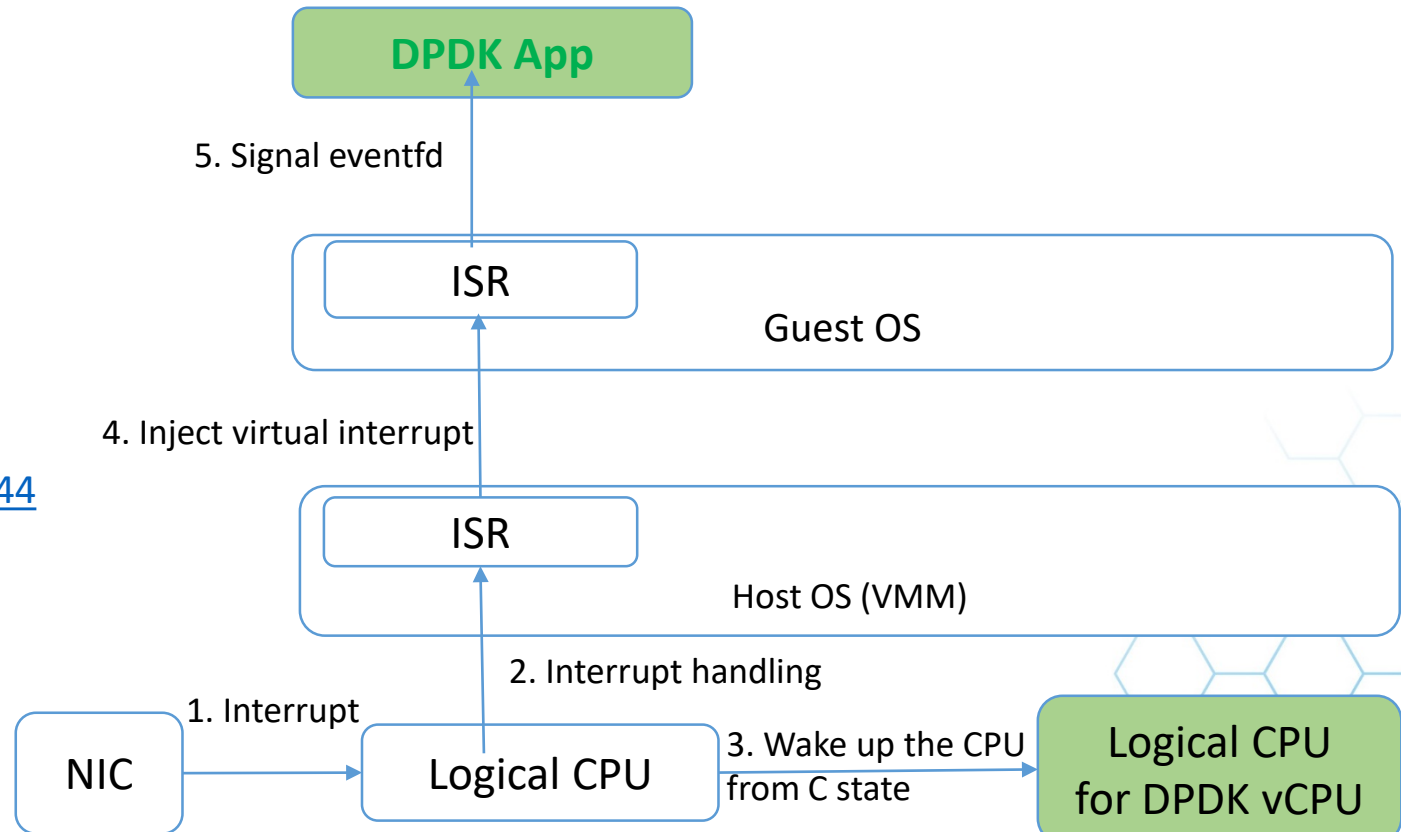 DPDK App
5. Signal eventfd
ISR
Guest OS
4. Inject virtual interrupt
44
ISR
Host OS (VMM)
2. Interrupt handling
1. Interrupt
NIC
Logical CPU
3. Wake up the CPU
from C state
Logical CPU
for DPDK vCPU